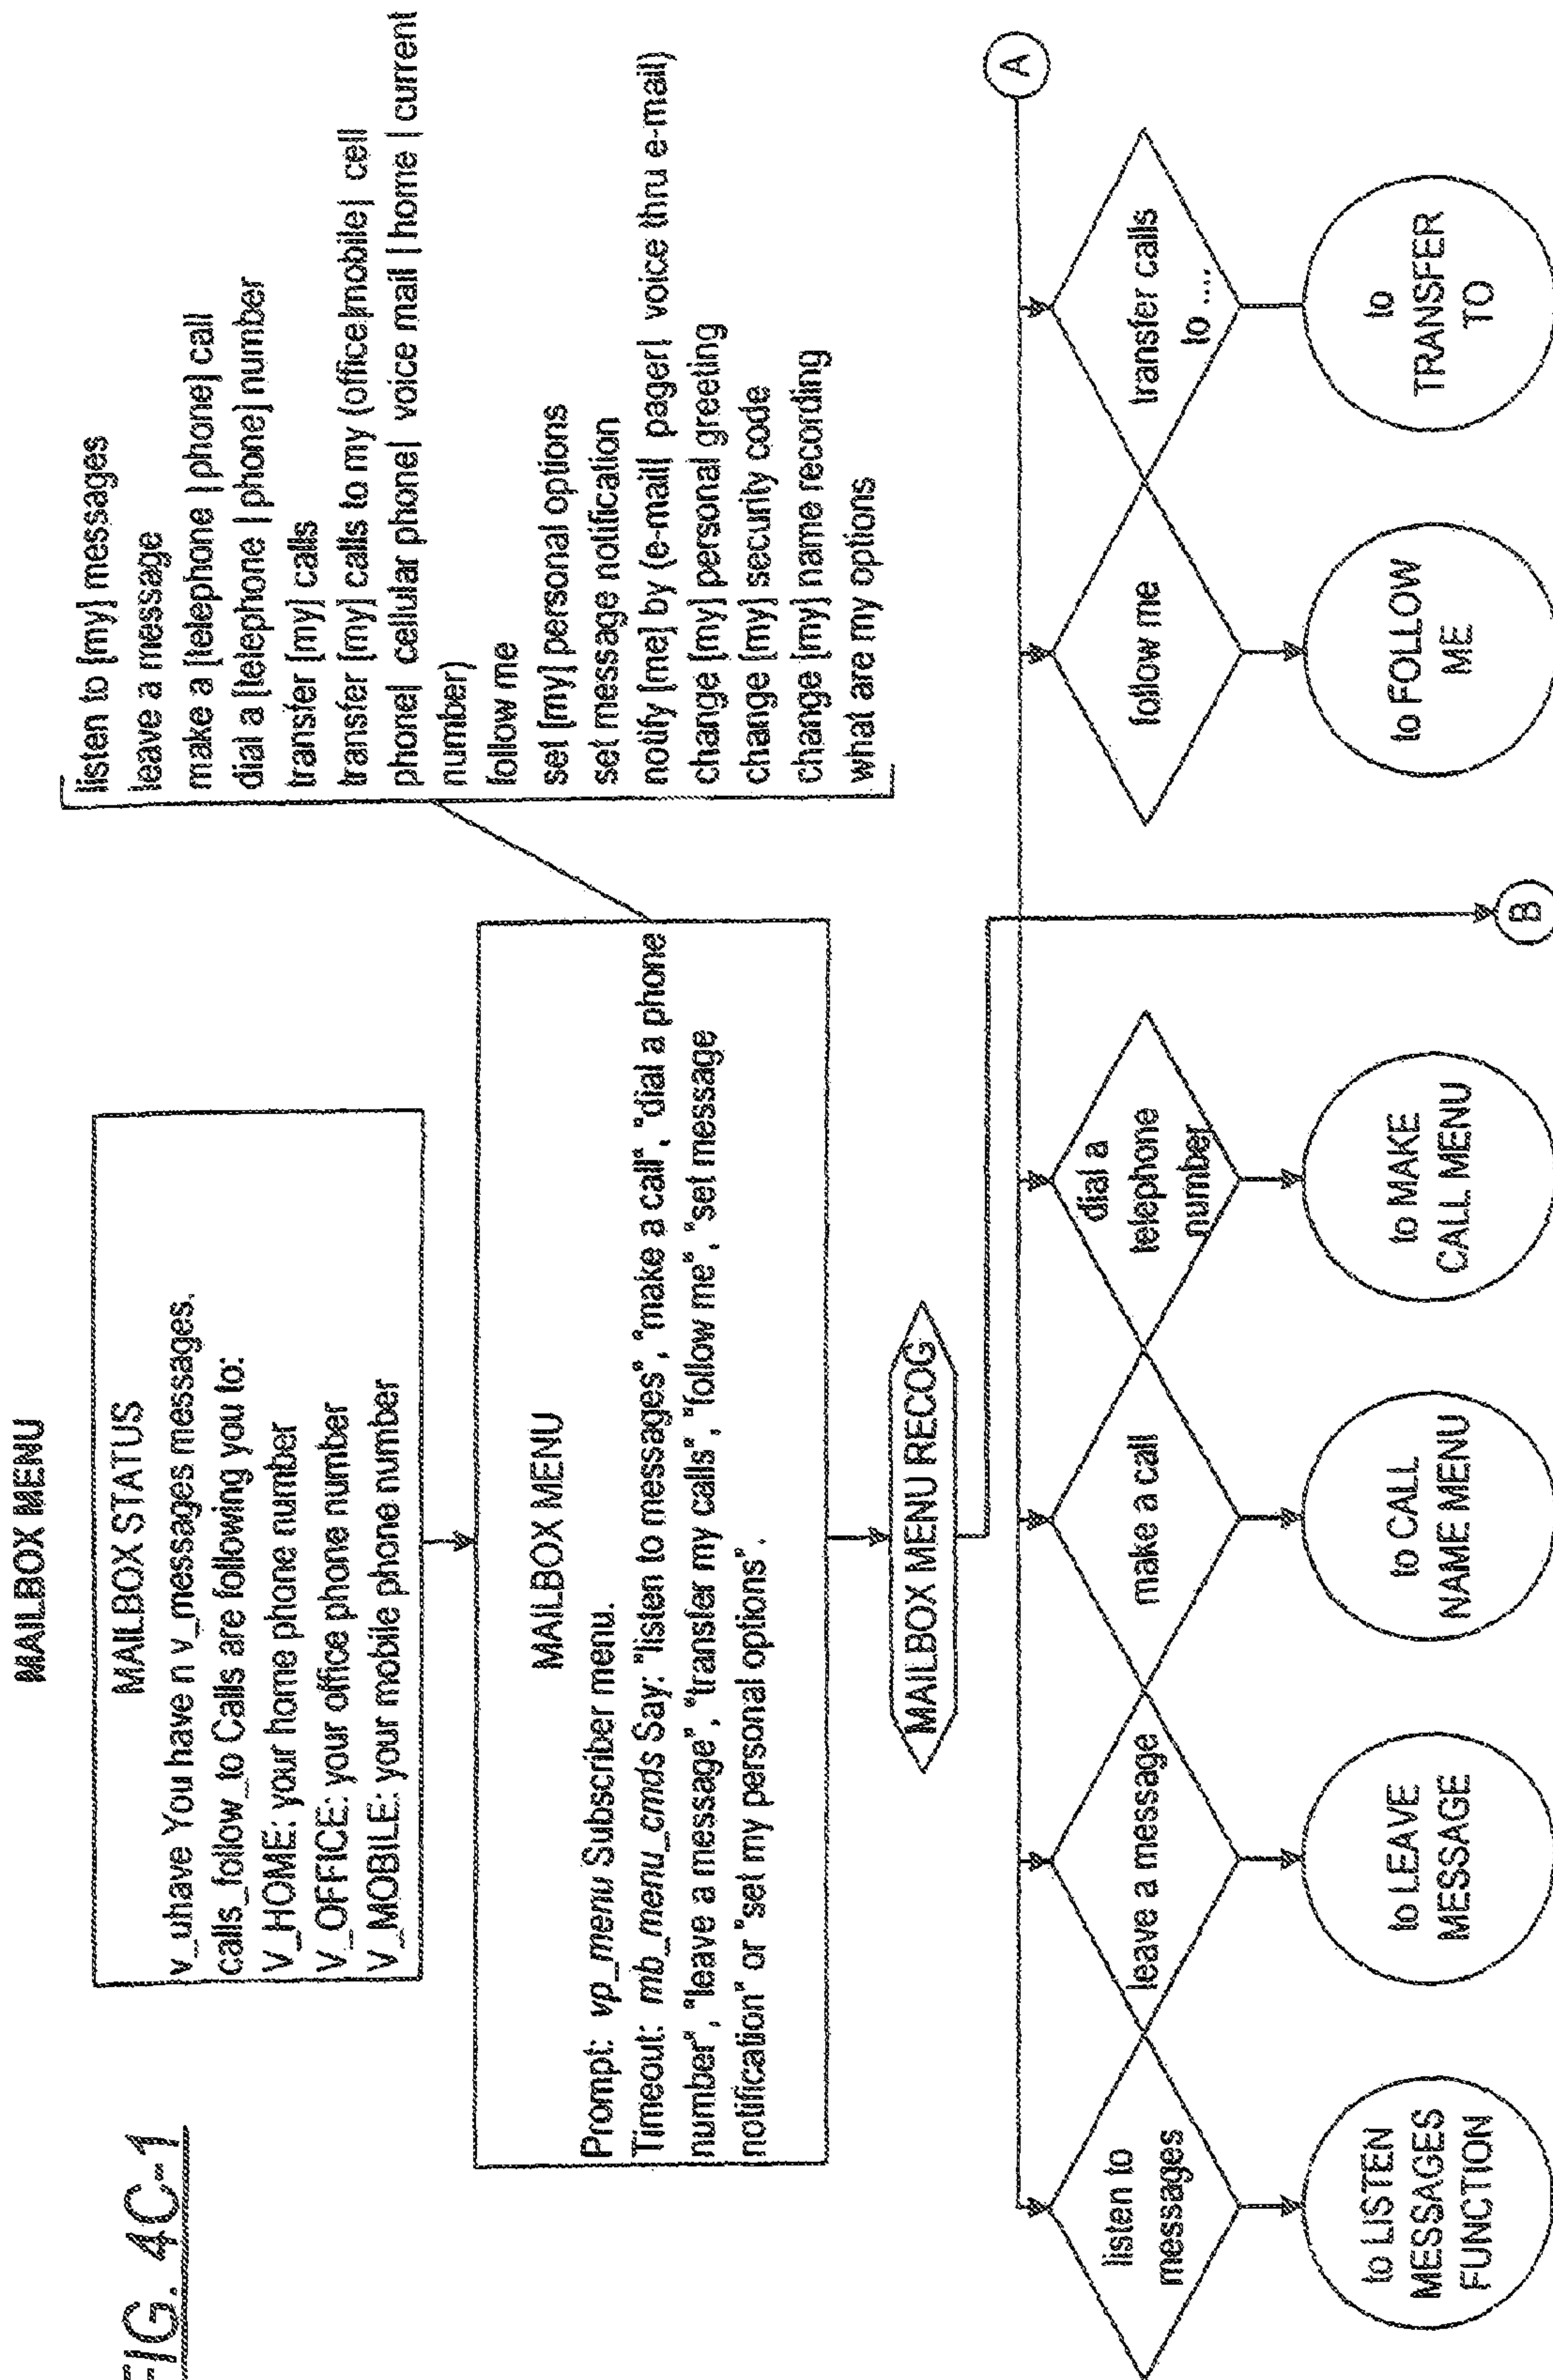 FIG. 4C-1
MAILBOX MENU
MAILBOX STATUS
v_uhave You have n v_messages messages.
calls_follow_to Calls are following you to:
V_HOME: your home phone number
V_OFFICE: your office phone number
V_MOBILE: your mobile phone number
MAILBOX MENU
Prompt: vp_menu Subscriber menu.
Timeout: mb_menu_cmds Say: "listen to messages", "make a call", "dial a phone
number", "leave a message", "transfer my calls", "follow me", "set message
notification" or "set my personal options".
listen to [my] messages
leave a message
make a [telephone | phone] call
dial a [telephone | phone] number
transfer [my] calls
transfer [my] calls to my (office|mobile| cell
phone| cellular phone| voice mail | home | current
number)
follow me
set [my] personal options
set message notification
notify [me] by (e-mail| pager| voice thru e-mail)
change [my] personal greeting
change [my] security code
change [my] name recording
what are my options
MAILBOX MENU RECOG
A
listen to
messages
leave a message
make a call
dial a
telephone
number
follow me
transfer calls
to ....
to LISTEN
MESSAGES
FUNCTION
to LEAVE
MESSAGE
to CALL
NAME MENU
to MAKE
CALL MENU
B
to FOLLOW
ME
to
TRANSFER
TO